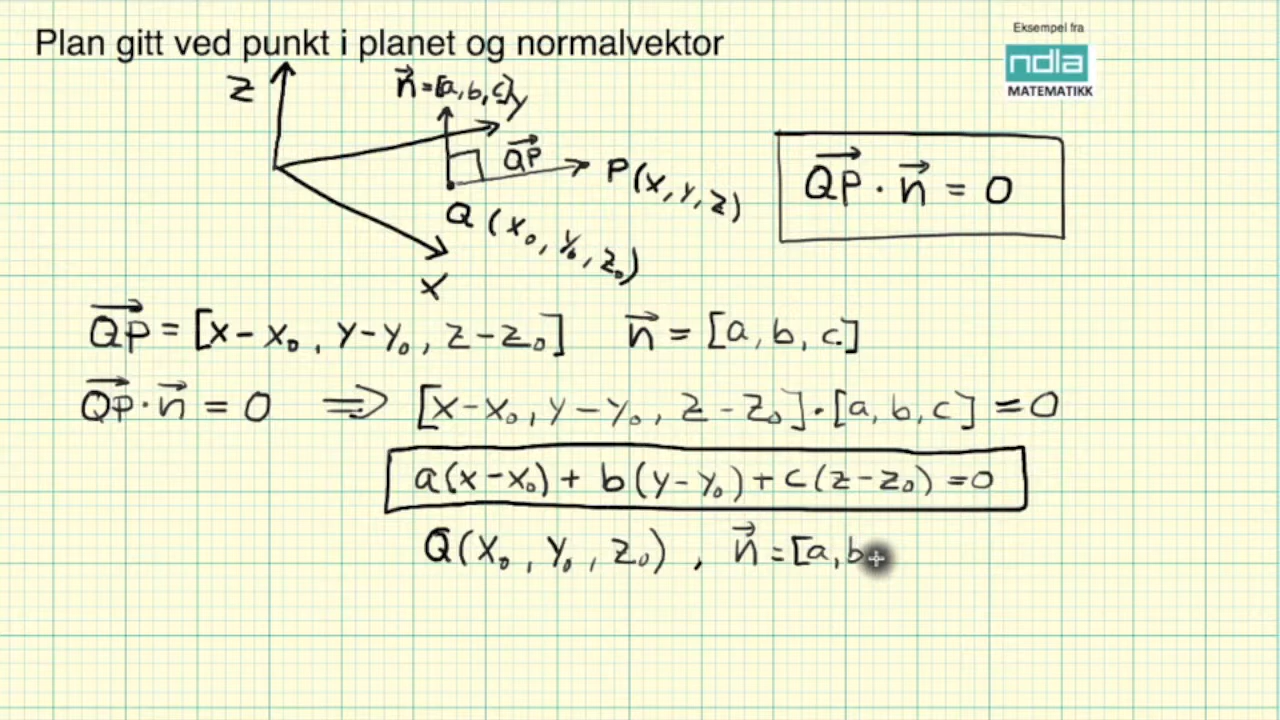 Plan gitt ved punkt i planet og normalvektor
Eksempel fra
ndla
MATEMATIKK
z
n⃗=[a,b,c]
y
QP⃗
P(x,y,z)
Q(x₀,y₀,z₀)
x
QP⃗ · n⃗ = 0
QP⃗ = [x-x₀, y-y₀, z-z₀] n⃗ = [a, b, c]
QP⃗ · n⃗ = 0 ⇒ [x-x₀, y-y₀, z-z₀] · [a, b, c] = 0
a(x-x₀) + b(y-y₀) + c(z-z₀) = 0
Q(x₀, y₀, z₀) , n⃗ = [a, b